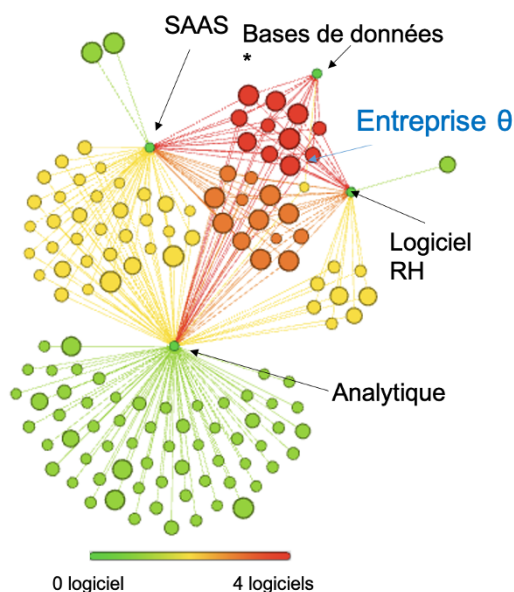 SAAS
Bases de données
*
Entreprise θ
Logiciel
RH
Analytique
0 logiciel
4 logiciels